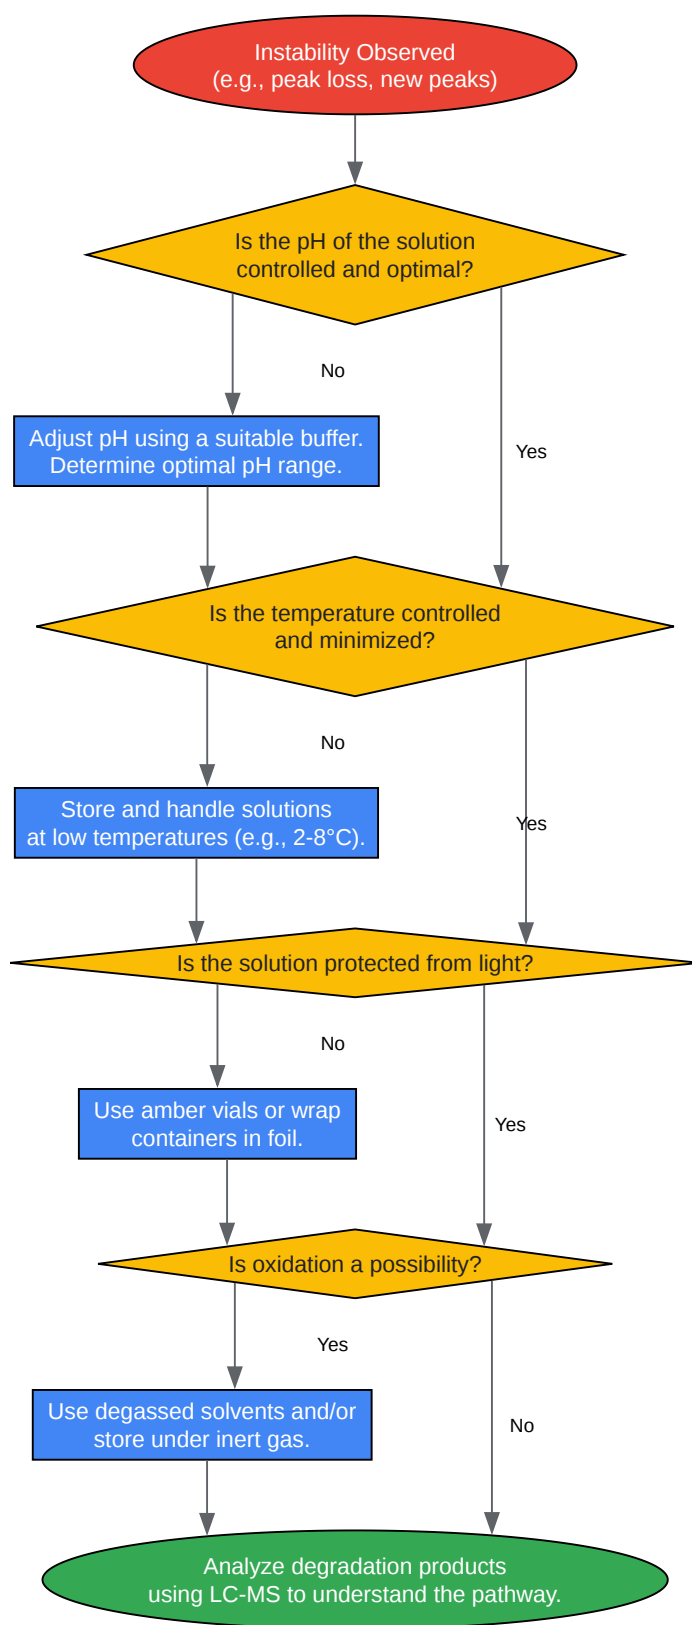 Instability Observed
(e.g., peak loss, new peaks)
Is the pH of the solution
controlled and optimal?
No
Adjust pH using a suitable buffer.
Determine optimal pH range.
Yes
Is the temperature controlled
and minimized?
No
Store and handle solutions
at low temperatures (e.g., 2-8°C).
Yes
Is the solution protected from light?
No
Use amber vials or wrap
containers in foil.
Yes
Is oxidation a possibility?
Yes
Use degassed solvents and/or
store under inert gas.
No
Analyze degradation products
using LC-MS to understand the pathway.